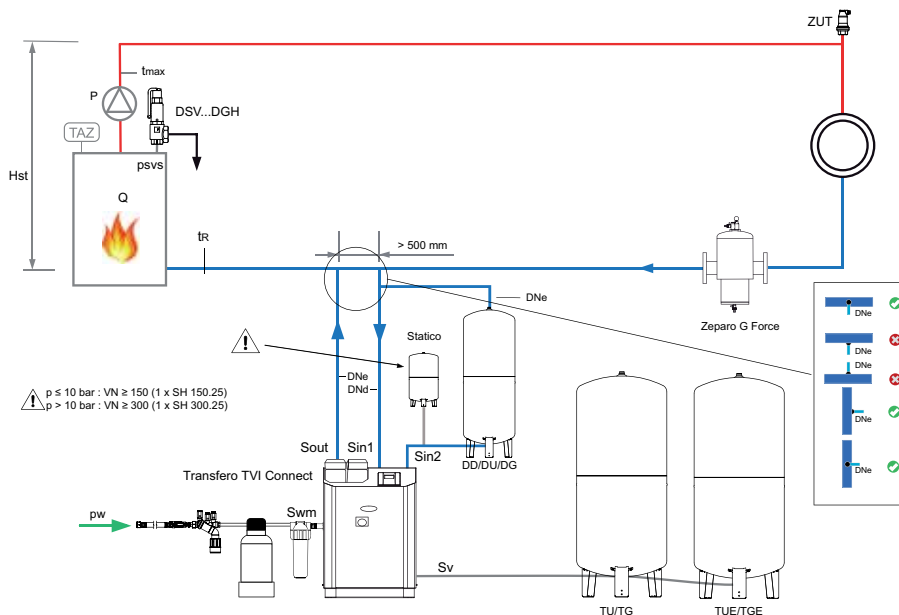 ZUT
tmax
P
DSV...DGH
TAZ
psvs
Hst
Q
tR
> 500 mm
DNe
Zeparo G Force
DNe
DNe
DNe
DNe
DNe
Statico
DNe
DNd
p ≤ 10 bar : VN ≥ 150 (1 x SH 150.25)
p > 10 bar : VN ≥ 300 (1 x SH 300.25)
Sout
Sin1
Sin2
DD/DU/DG
Transfero TVI Connect
pw
Swm
Sv
TU/TG
TUE/TGE